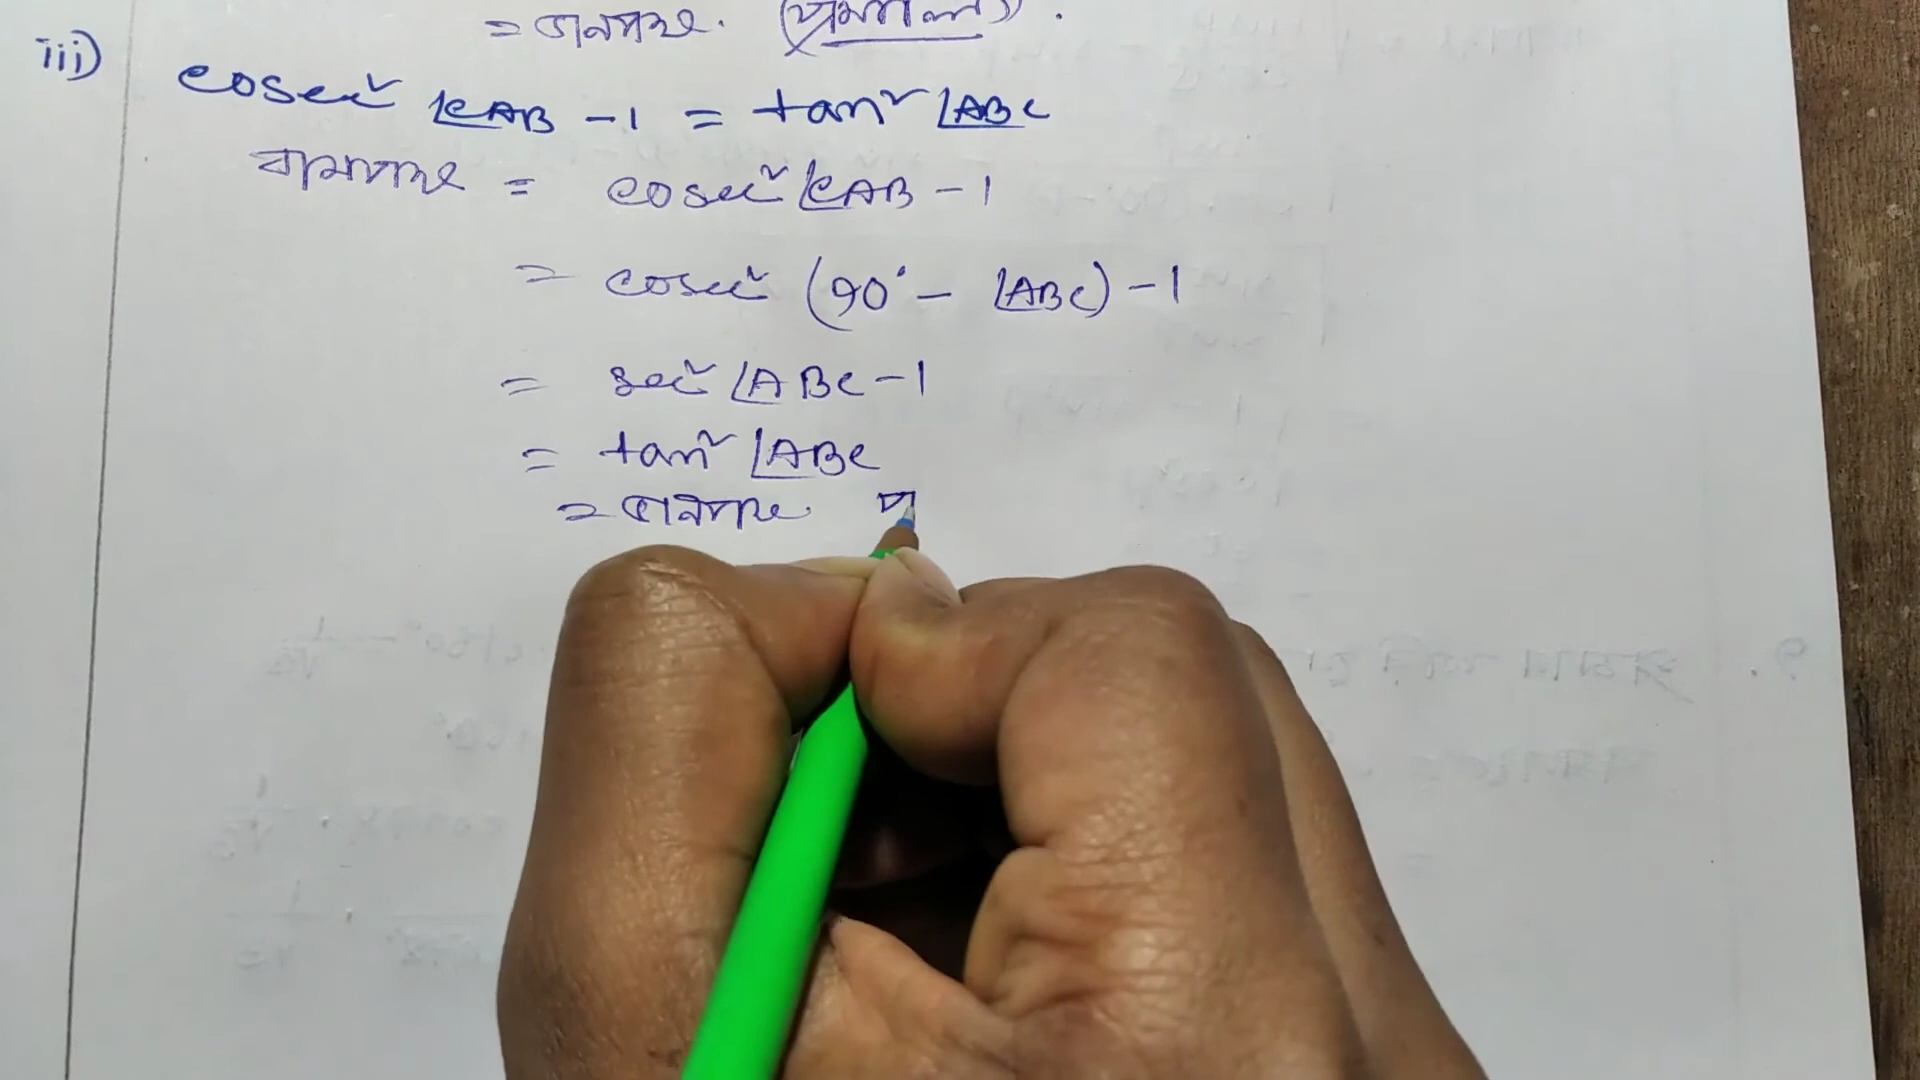 = ডানপক্ষ. (প্রমাণিত).
iii) cosec² ∠CAB - 1 = tan² ∠ABC
বামপক্ষ = cosec² ∠CAB - 1
= cosec² (90° - ∠ABC) - 1
= sec² ∠ABC - 1
= tan² ∠ABC
= ডানপক্ষ.